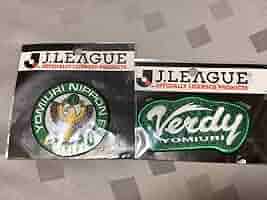 J.LEAGUE
OFFICIALLY LICENSED PRODUCTS
YOMIURI NIPPON
J.LEAGUE
OFFICIALLY LICENSED PRODUCTS
Verdy
YOMIURI